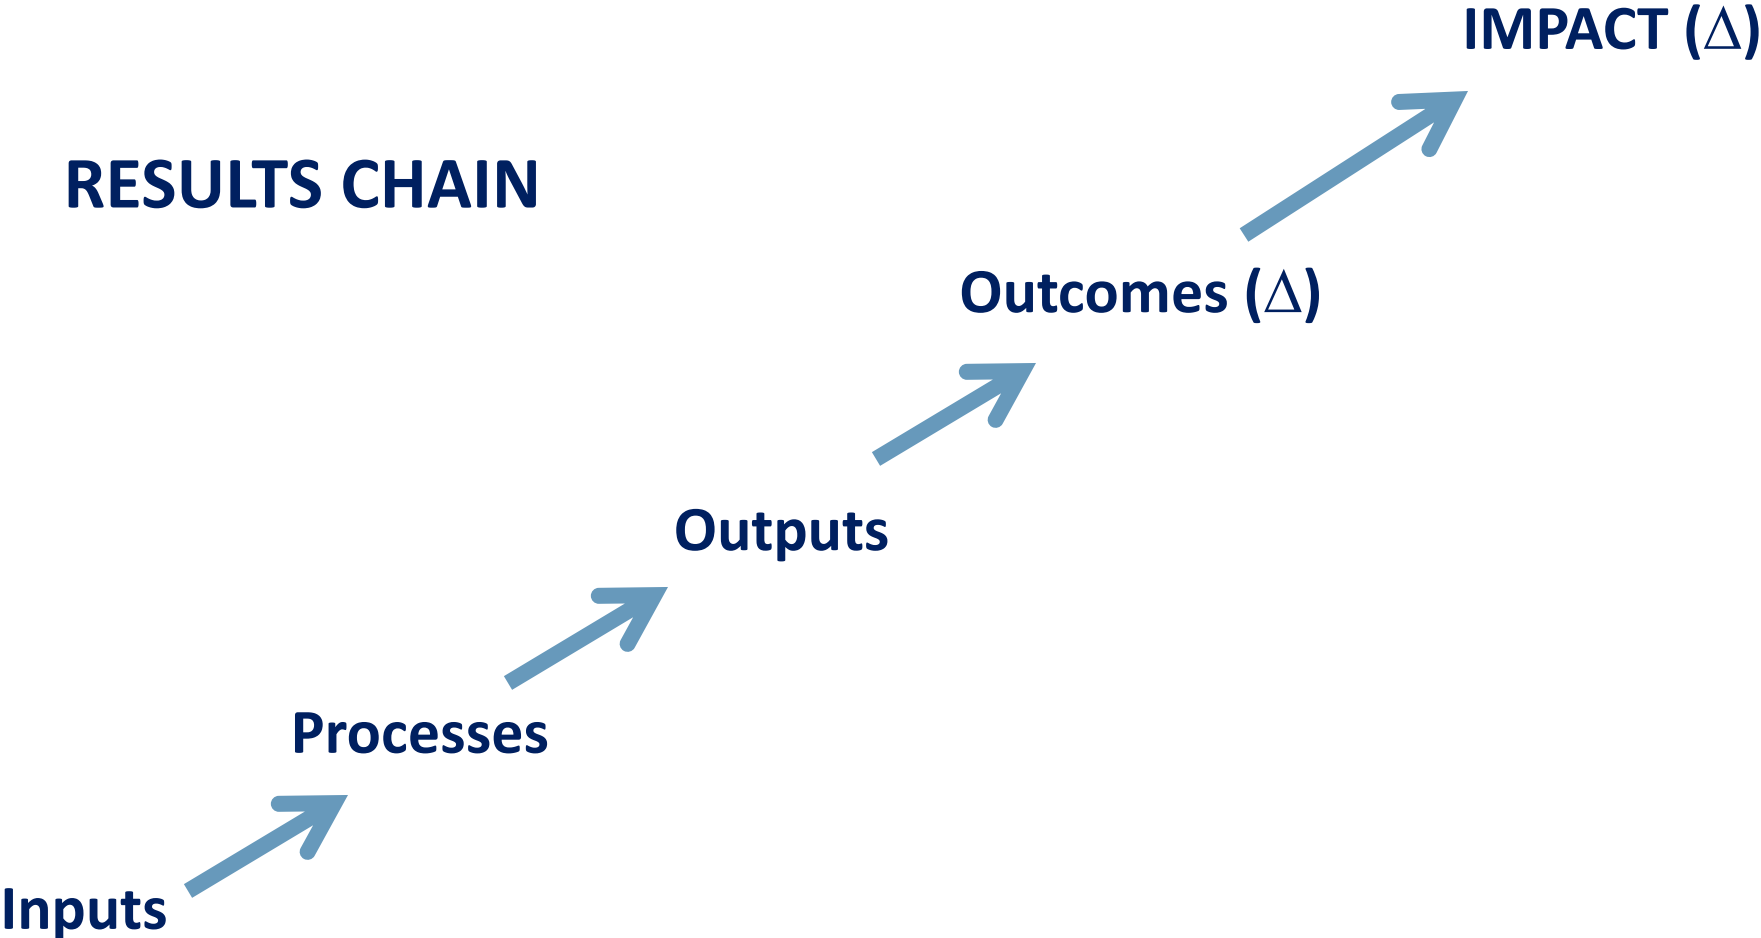 IMPACT (Δ)
RESULTS CHAIN
Outcomes (Δ)
Outputs
Processes
Inputs